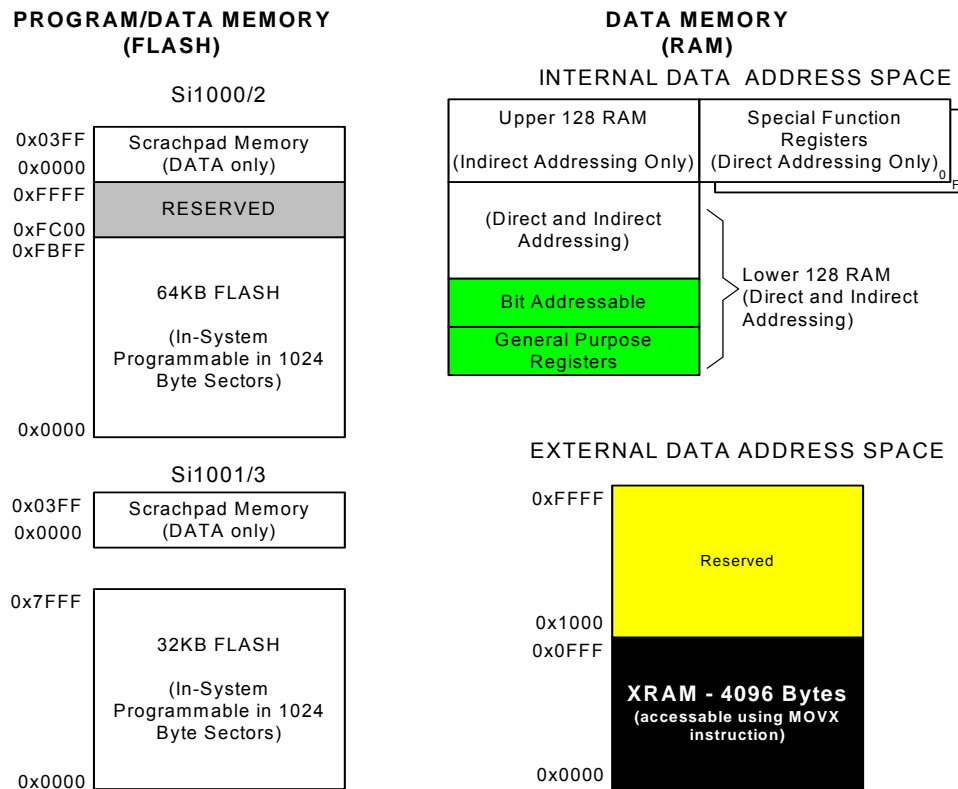 PROGRAM/DATA MEMORY
(FLASH)
Si1000/2
0x03FF
Scrachpad Memory
(DATA only)
0x0000
0xFFFF
RESERVED
0xFC00
0xFBFF
64KB FLASH
(In-System
Programmable in 1024
Byte Sectors)
0x0000
Si1001/3
0x03FF
Scrachpad Memory
(DATA only)
0x0000
0x7FFF
32KB FLASH
(In-System
Programmable in 1024
Byte Sectors)
0x0000
DATA MEMORY
(RAM)
INTERNAL DATA ADDRESS SPACE
Upper 128 RAM
(Indirect Addressing Only)
Special Function
Registers
(Direct Addressing Only)
0
F
(Direct and Indirect
Addressing)
Bit Addressable
General Purpose
Registers
Lower 128 RAM
(Direct and Indirect
Addressing)
EXTERNAL DATA ADDRESS SPACE
0xFFFF
Reserved
0x1000
0x0FFF
XRAM - 4096 Bytes
(accessable using MOVX
instruction)
0x0000